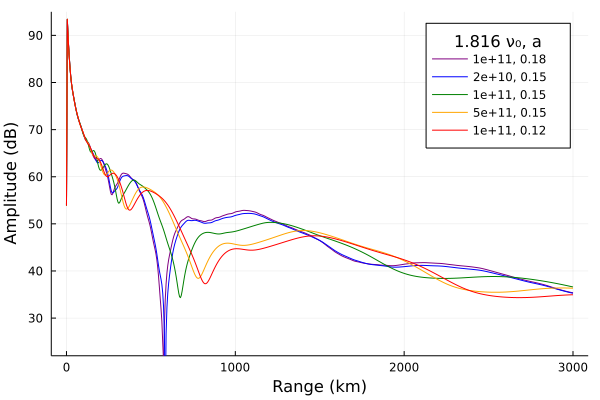 1.816 ν₀, a
1e+11, 0.18
2e+10, 0.15
1e+11, 0.15
5e+11, 0.15
1e+11, 0.12
90
80
70
60
50
40
30
Amplitude (dB)
0 1000 2000 3000
Range (km)